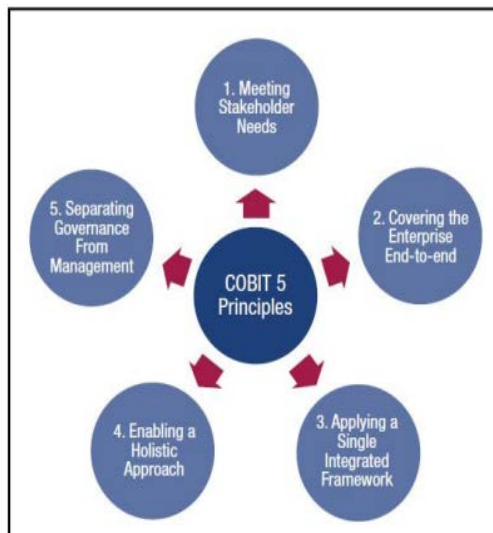 1. Meeting
Stakeholder
Needs
5. Separating
Governance
From
Management
2. Covering the
Enterprise
End-to-end
COBIT 5
Principles
4. Enabling a
Holistic
Approach
3. Applying a
Single
Integrated
Framework